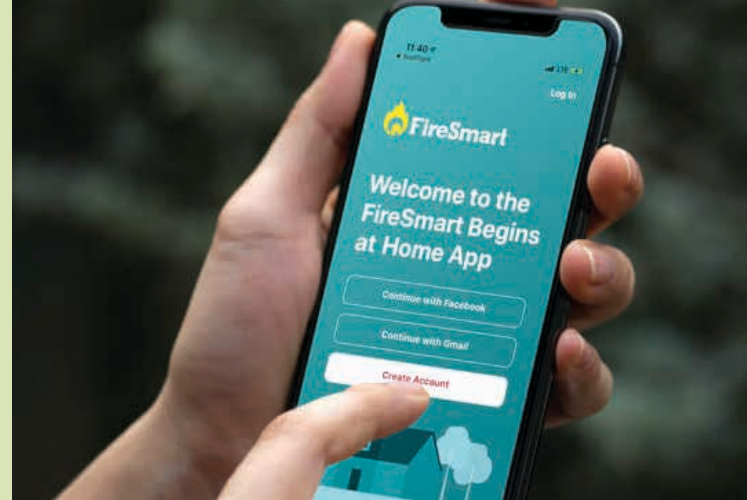 11:40
LTE
Log In
FireSmart
Welcome to the
FireSmart Begins
at Home App
Continue with Facebook
Continue with Gmail
Create Account